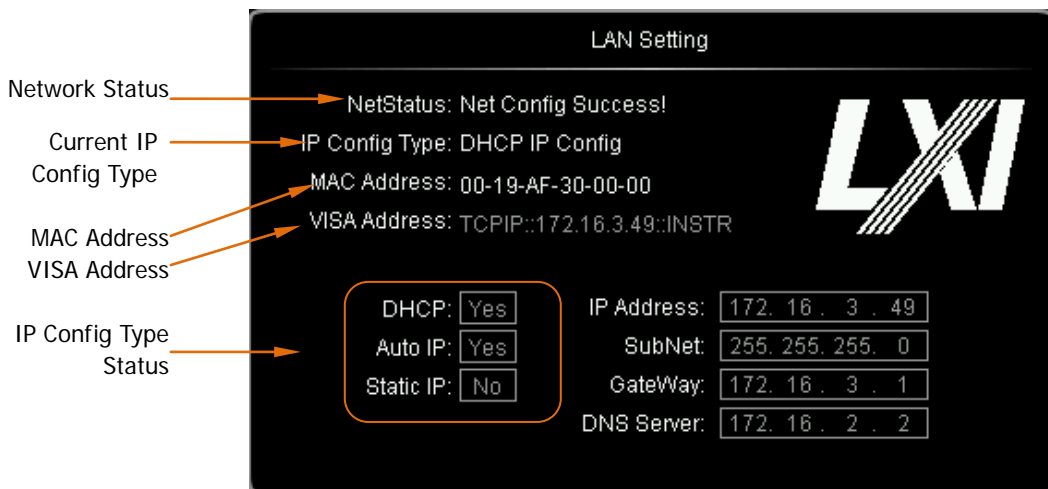 LAN Setting
Network Status
NetStatus: Net Config Success!
Current IP
Config Type
IP Config Type: DHCP IP Config
MAC Address: 00-19-AF-30-00-00
LXI
VISA Address: TCPIP::172.16.3.49::INSTR
MAC Address
VISA Address
IP Config Type
Status
DHCP: Yes
Auto IP: Yes
Static IP: No
IP Address: 172. 16 . 3 . 49
SubNet: 255. 255. 255. 0
GateWay: 172. 16 . 3 . 1
DNS Server: 172. 16 . 2 . 2